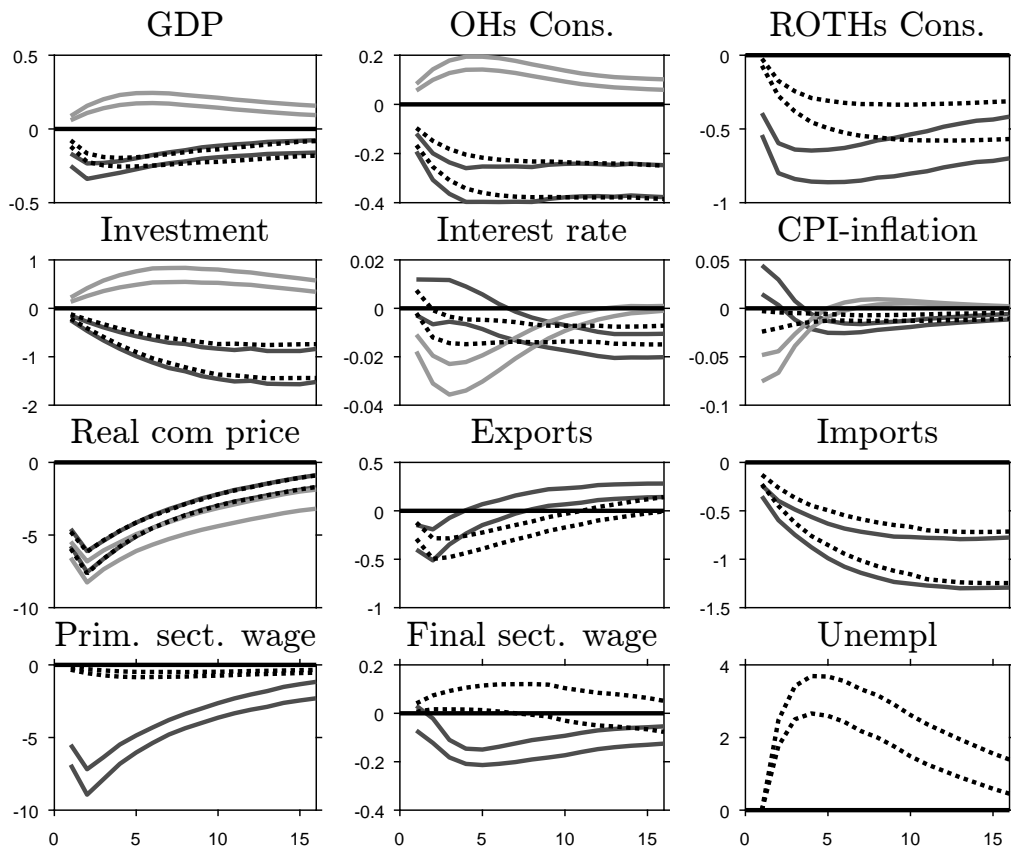 GDP OHs Cons. ROTHs Cons.
0.5 0.2 0
0
0 -0.5
-0.2
-0.5 -0.4 -1
Investment Interest rate CPI-inflation
1 0.02 0.05
0 0 0
-1 -0.02 -0.05
-2 -0.04 -0.1
Real com price Exports Imports
0 0.5 0
0 -0.5
-5
-0.5 -1
-10 -1 -1.5
Prim. sect. wage Final sect. wage Unempl
0 0.2 4
0
-5 2
-0.2
-10 -0.4 0
0 5 10 15 0 5 10 15 0 5 10 15